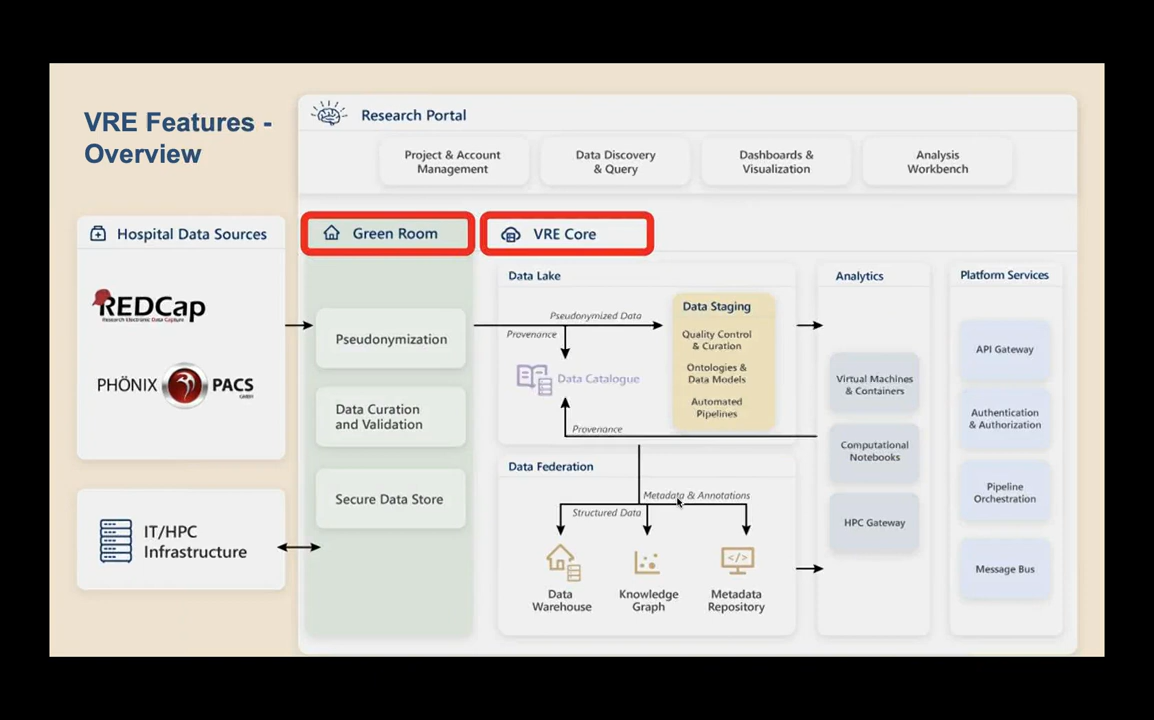 VRE Features -
Overview
Research Portal
Project & Account
Management
Data Discovery
& Query
Dashboards &
Visualization
Analysis
Workbench
Hospital Data Sources
REDCap
Research Electronic Data Capture
PHÖNIX PACS
GMBH
IT/HPC
Infrastructure
Green Room
Pseudonymization
Data Curation
and Validation
Secure Data Store
VRE Core
Data Lake
Pseudonymized Data
Provenance
Data Catalogue
Provenance
Data Staging
Quality Control
& Curation
Ontologies &
Data Models
Automated
Pipelines
Data Federation
Metadata & Annotations
Structured Data
Data
Warehouse
Knowledge
Graph
Metadata
Repository
Analytics
Virtual Machines
& Containers
Computational
Notebooks
HPC Gateway
Platform Services
API Gateway
Authentication
& Authorization
Pipeline
Orchestration
Message Bus